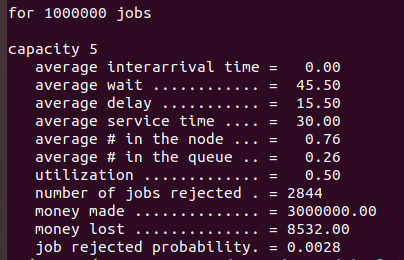 for 1000000 jobs
capacity 5
average interarrival time =   0.00
average wait ............ =  45.50
average delay ........... =  15.50
average service time .... =  30.00
average # in the node ... =   0.76
average # in the queue .. =   0.26
utilization ............. =   0.50
number of jobs rejected . = 2844
money made .............. = 3000000.00
money lost .............. = 8532.00
job rejected probability. = 0.0028